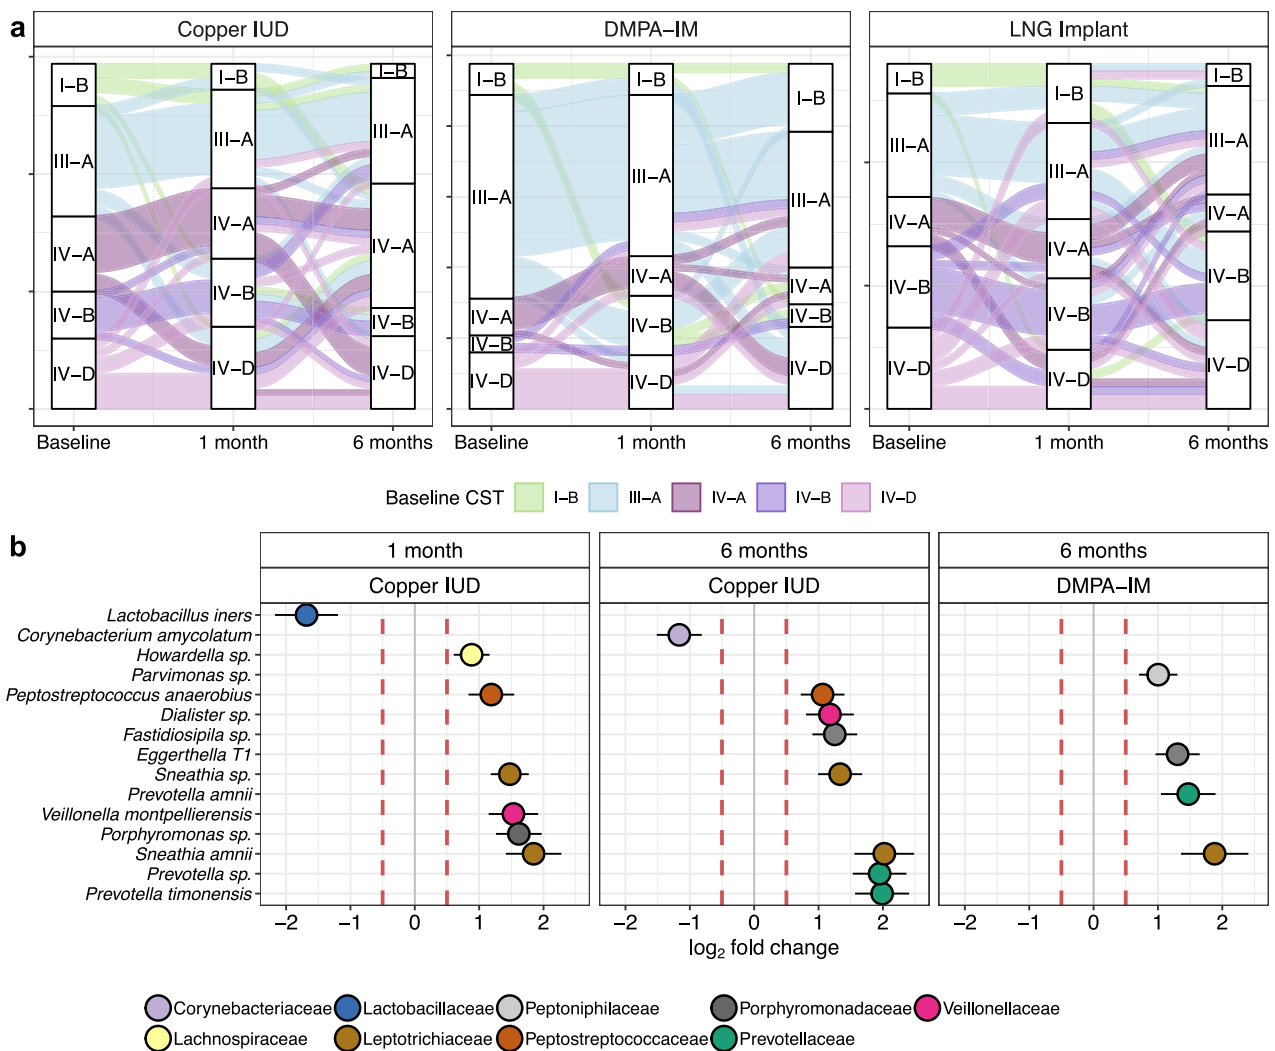 a
Copper IUD
DMPA–IM
LNG Implant
I–B
III–A
IV–A
IV–B
IV–D
I–B
III–A
IV–A
IV–B
IV–D
I–B
III–A
IV–A
IV–B
IV–D
I–B
III–A
IV–A
IV–B
IV–D
I–B
III–A
IV–A
IV–B
IV–D
I–B
III–A
IV–A
IV–B
IV–D
I–B
III–A
IV–A
IV–B
IV–D
I–B
III–A
IV–A
IV–B
IV–D
I–B
III–A
IV–A
IV–B
IV–D
Baseline 1 month 6 months
Baseline 1 month 6 months
Baseline 1 month 6 months
Baseline CST I–B III–A IV–A IV–B IV–D
b
1 month 6 months 6 months
Copper IUD Copper IUD DMPA–IM
Lactobacillus iners
Corynebacterium amycolatum
Howardella sp.
Parvimonas sp.
Peptostreptococcus anaerobius
Dialister sp.
Fastidiosipila sp.
Eggerthella T1
Sneathia sp.
Prevotella amnii
Veillonella montpellierensis
Porphyromonas sp.
Sneathia amnii
Prevotella sp.
Prevotella timonensis
−2 −1 0 1 2
−2 −1 0 1 2
−2 −1 0 1 2
log2 fold change
Corynebacteriaceae Lactobacillaceae Peptoniphilaceae Porphyromonadaceae Veillonellaceae
Lachnospiraceae Leptotrichiaceae Peptostreptococcaceae Prevotellaceae